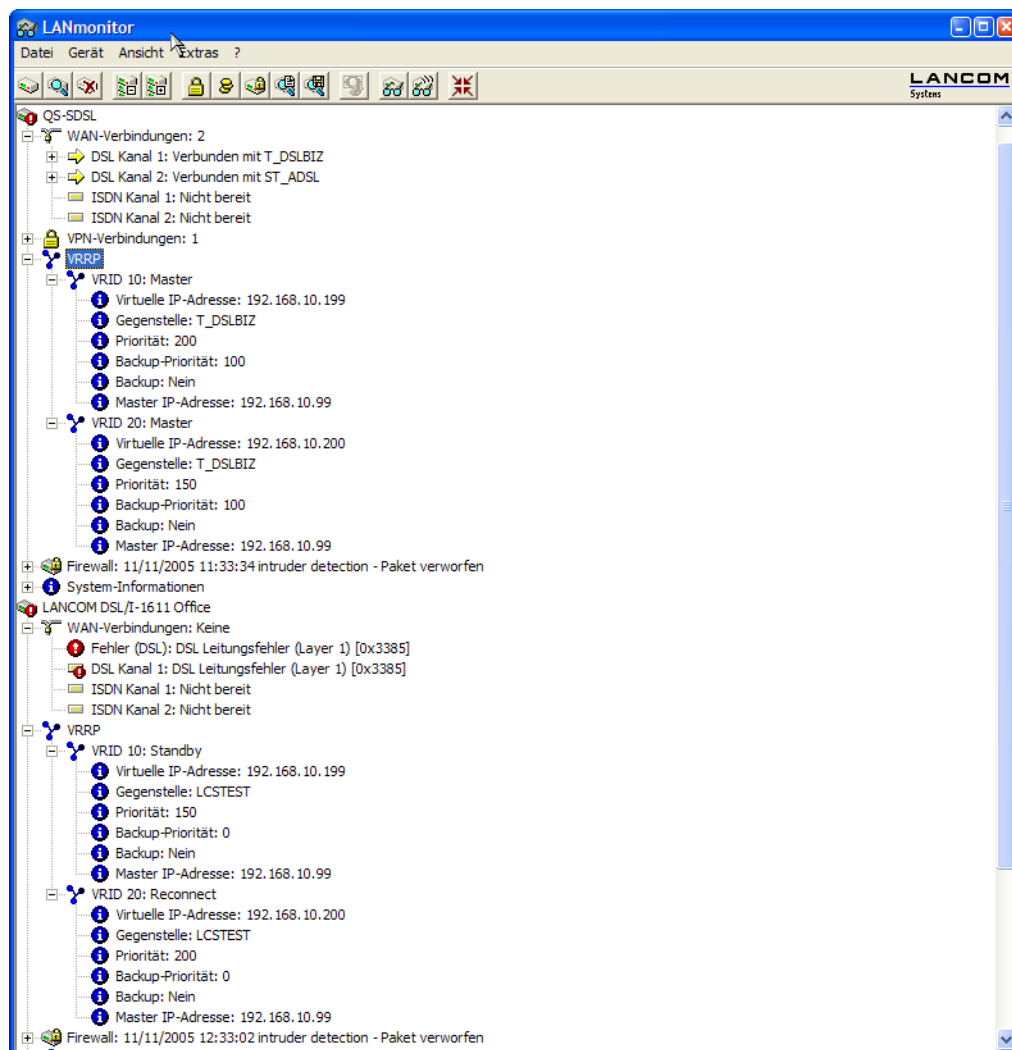 LANmonitor
Datei Gerät Ansicht Extras ?
LANCOM
Systems
QS-SDSL
WAN-Verbindungen: 2
DSL Kanal 1: Verbunden mit T_DSLBIZ
DSL Kanal 2: Verbunden mit ST_ADSL
ISDN Kanal 1: Nicht bereit
ISDN Kanal 2: Nicht bereit
VPN-Verbindungen: 1
VRRP
VRID 10: Master
Virtuelle IP-Adresse: 192.168.10.199
Gegenstelle: T_DSLBIZ
Priorität: 200
Backup-Priorität: 100
Backup: Nein
Master IP-Adresse: 192.168.10.99
VRID 20: Master
Virtuelle IP-Adresse: 192.168.10.200
Gegenstelle: T_DSLBIZ
Priorität: 150
Backup-Priorität: 100
Backup: Nein
Master IP-Adresse: 192.168.10.99
Firewall: 11/11/2005 11:33:34 intruder detection - Paket verworfen
System-Informationen
LANCOM DSL/I-1611 Office
WAN-Verbindungen: Keine
Fehler (DSL): DSL Leitungsfehler (Layer 1) [0x3385]
DSL Kanal 1: DSL Leitungsfehler (Layer 1) [0x3385]
ISDN Kanal 1: Nicht bereit
ISDN Kanal 2: Nicht bereit
VRRP
VRID 10: Standby
Virtuelle IP-Adresse: 192.168.10.199
Gegenstelle: LCSTEST
Priorität: 150
Backup-Priorität: 0
Backup: Nein
Master IP-Adresse: 192.168.10.99
VRID 20: Reconnect
Virtuelle IP-Adresse: 192.168.10.200
Gegenstelle: LCSTEST
Priorität: 200
Backup-Priorität: 0
Backup: Nein
Master IP-Adresse: 192.168.10.99
Firewall: 11/11/2005 12:33:02 intruder detection - Paket verworfen